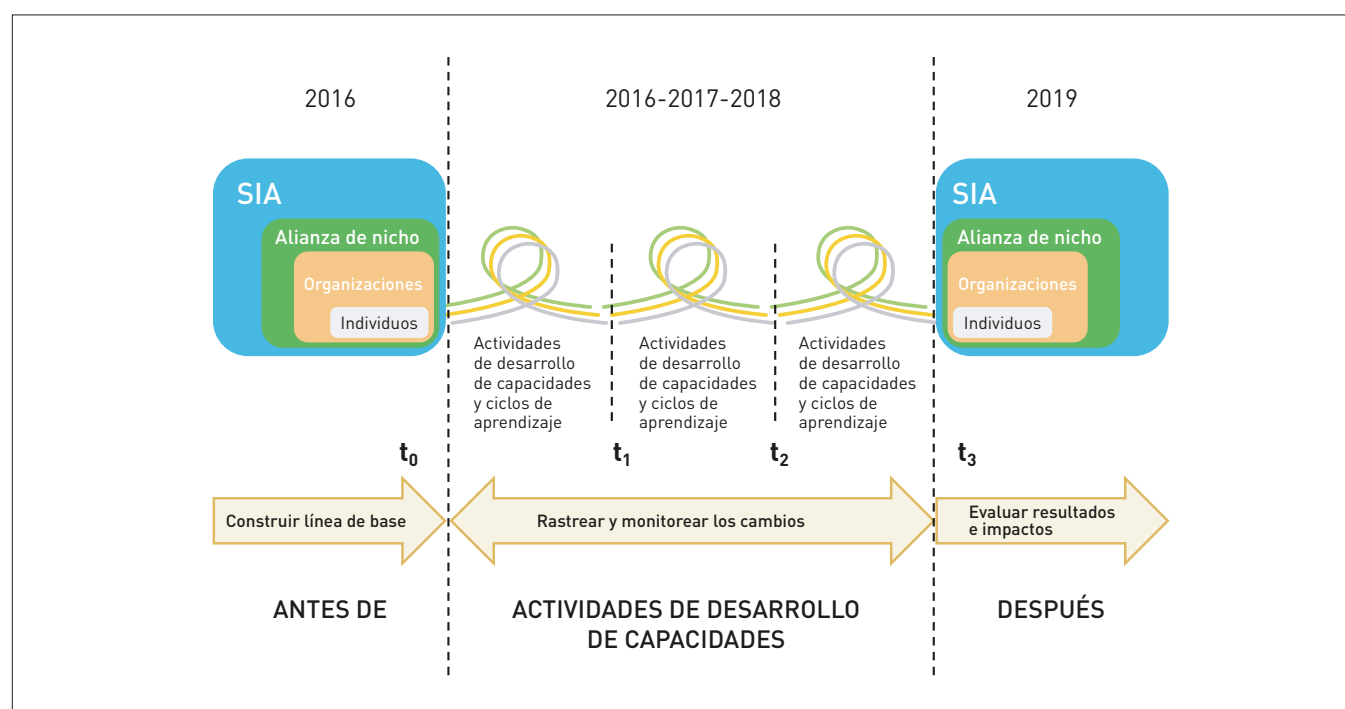 2016
2016-2017-2018
2019
SIA
Alianza de nicho
Organizaciones
Individuos
SIA
Alianza de nicho
Organizaciones
Individuos
Actividades
de desarrollo
de capacidades
y ciclos de
aprendizaje
Actividades
de desarrollo
de capacidades
y ciclos de
aprendizaje
Actividades
de desarrollo
de capacidades
y ciclos de
aprendizaje
t₀
t₁
t₂
t₃
Construir línea de base
Rastrear y monitorear los cambios
Evaluar resultados
e impactos
ANTES DE
ACTIVIDADES DE DESARROLLO
DE CAPACIDADES
DESPUÉS